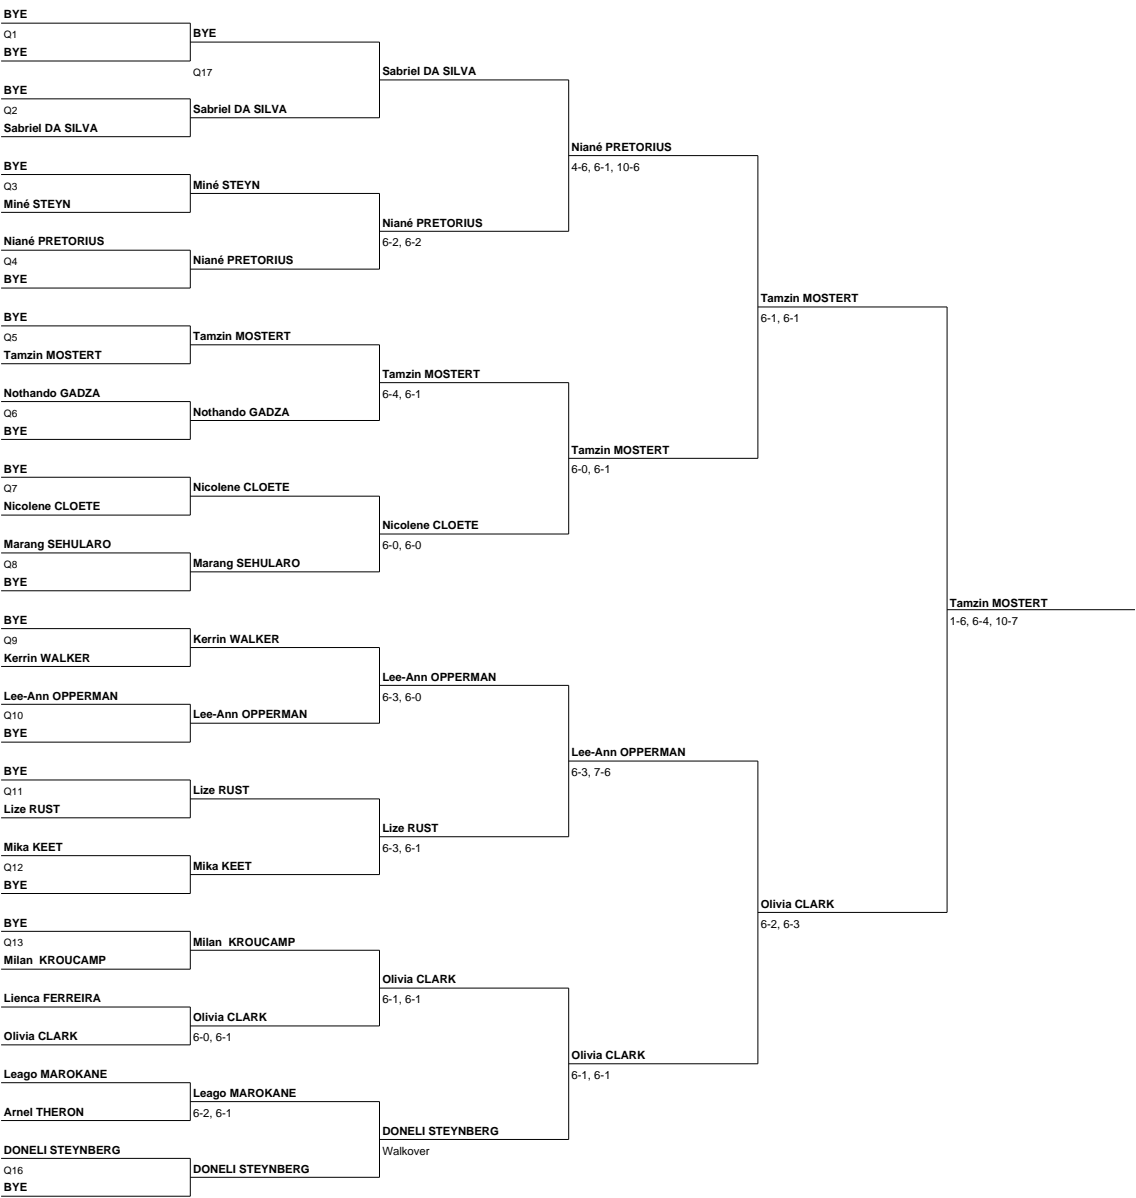 BYE
Q1
BYE
BYE
Q17
BYE
Q2
Sabriel DA SILVA
Sabriel DA SILVA
Sabriel DA SILVA
BYE
Q3
Miné STEYN
Miné STEYN
Niané PRETORIUS
Q4
BYE
Niané PRETORIUS
Niané PRETORIUS
6-2, 6-2
Niané PRETORIUS
4-6, 6-1, 10-6
BYE
Q5
Tamzin MOSTERT
Tamzin MOSTERT
Nothando GADZA
Q6
BYE
Nothando GADZA
Tamzin MOSTERT
6-4, 6-1
BYE
Q7
Nicolene CLOETE
Nicolene CLOETE
Marang SEHULARO
Q8
BYE
Marang SEHULARO
Nicolene CLOETE
6-0, 6-0
Tamzin MOSTERT
6-0, 6-1
Tamzin MOSTERT
6-1, 6-1
BYE
Q9
Kerrin WALKER
Kerrin WALKER
Lee-Ann OPPERMAN
Q10
BYE
Lee-Ann OPPERMAN
Lee-Ann OPPERMAN
6-3, 6-0
BYE
Q11
Lize RUST
Lize RUST
Mika KEET
Q12
BYE
Mika KEET
Lize RUST
6-3, 6-1
Lee-Ann OPPERMAN
6-3, 7-6
BYE
Q13
Milan  KROUCAMP
Milan  KROUCAMP
Lienca FERREIRA
Olivia CLARK
Olivia CLARK
6-0, 6-1
Olivia CLARK
6-1, 6-1
Leago MAROKANE
Arnel THERON
Leago MAROKANE
6-2, 6-1
DONELI STEYNBERG
Q16
BYE
DONELI STEYNBERG
DONELI STEYNBERG
Walkover
Olivia CLARK
6-1, 6-1
Olivia CLARK
6-2, 6-3
Tamzin MOSTERT
1-6, 6-4, 10-7